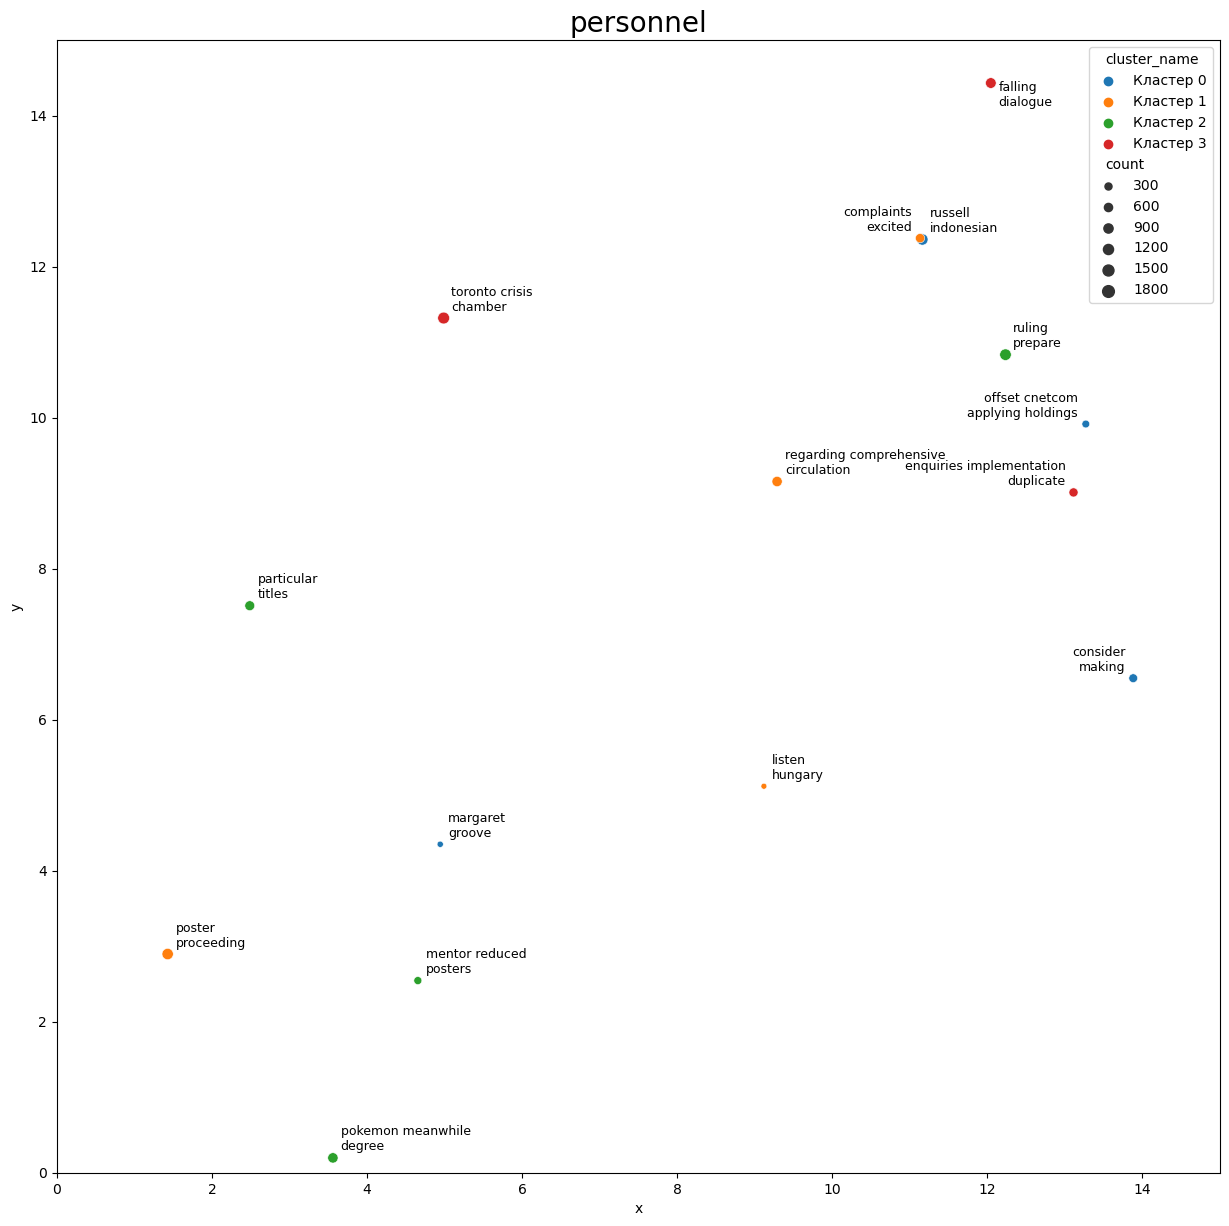 personnel
cluster_name
Кластер 0
Кластер 1
Кластер 2
Кластер 3
count
300
600
900
1200
1500
1800
falling
dialogue
complaints
excited
russell
indonesian
toronto crisis
chamber
ruling
prepare
offset cnetcom
applying holdings
regarding comprehensive
circulation
enquiries implementation
duplicate
particular
titles
consider
making
listen
hungary
margaret
groove
poster
proceeding
mentor reduced
posters
pokemon meanwhile
degree
y
14
12
10
8
6
4
2
0
0 2 4 6 8 10 12 14
x